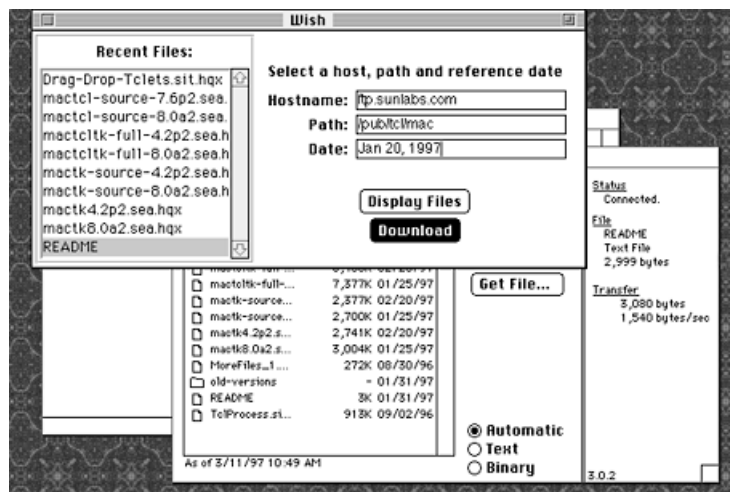 Wish
Recent Files:
Drag-Drop-Tclets.sit.hqx
mactcl-source-7.6p2.sea.
mactcl-source-8.0a2.sea.
mactcltk-full-4.2p2.sea.h
mactcltk-full-8.0a2.sea.h
mactk-source-4.2p2.sea.h
mactk-source-8.0a2.sea.h
mactk4.2p2.sea.hqx
mactk8.0a2.sea.hqx
README
Select a host, path and reference date
Hostname: ftp.sunlabs.com
Path: /pub/tcl/mac
Date: Jan 20, 1997
Display Files
Download
mactcltk-full-... 7,377K 01/25/97
mactk-source... 2,377K 02/20/97
mactk-source... 2,700K 01/25/97
mactk4.2p2.s... 2,741K 02/20/97
mactk8.0a2.s... 3,004K 01/25/97
MoreFiles_1.... 272K 08/30/96
old-versions - 01/31/97
README 3K 01/31/97
TclProcess.si... 913K 09/02/96
As of 3/11/97 10:49 AM
Get File...
Automatic
Text
Binary
Status
Connected.
File
README
Text File
2,999 bytes
Transfer
3,080 bytes
1,540 bytes/sec
3.0.2